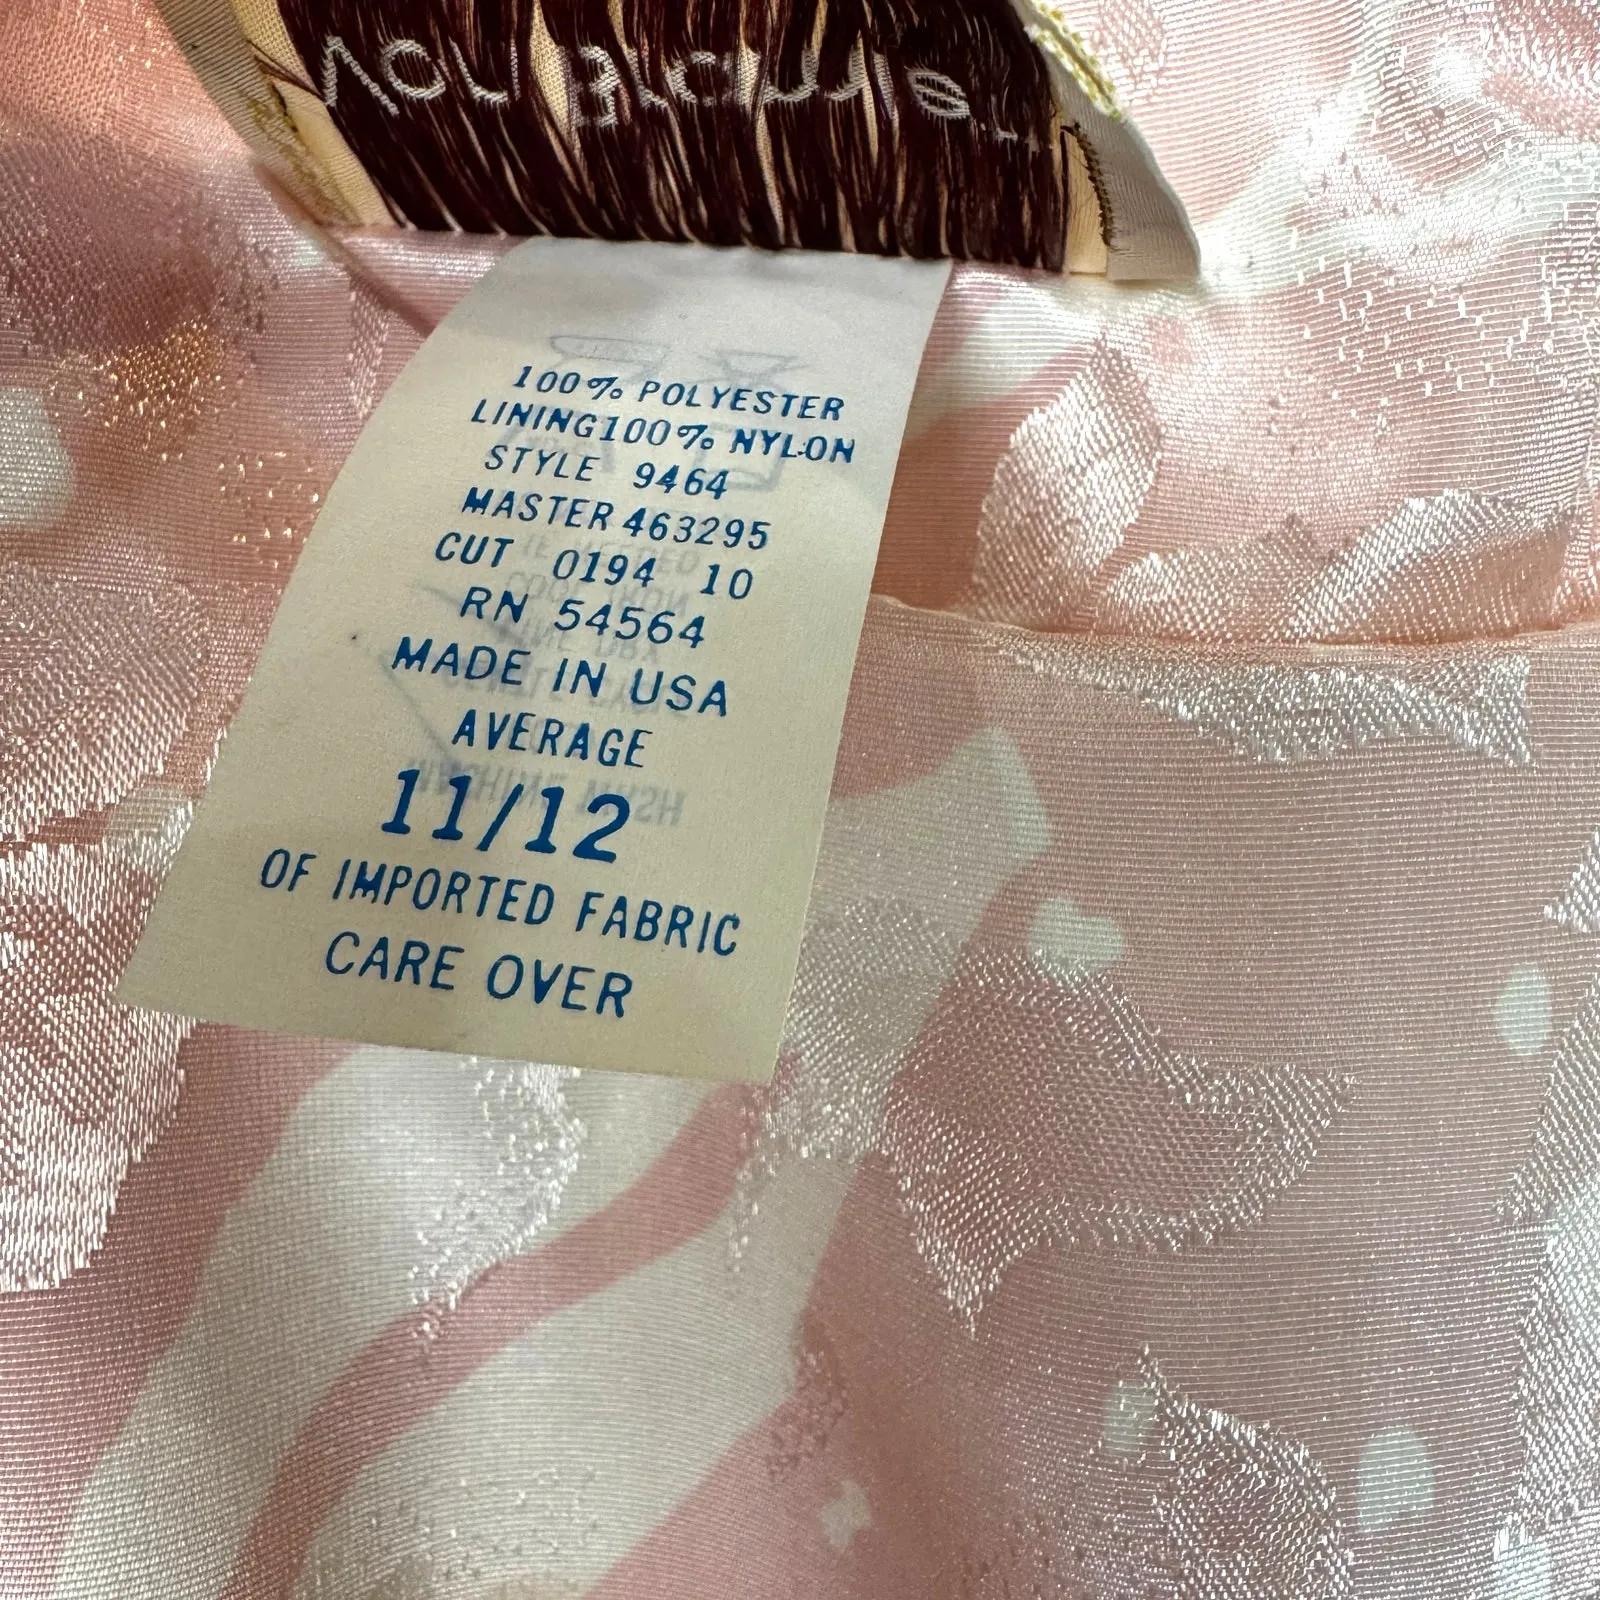 100% POLYESTER
LINING100% NYLON
STYLE 9464
MASTER 463295
CUT 0194 10
RN 54564
MADE IN USA
AVERAGE
11/12
OF IMPORTED FABRIC
CARE OVER